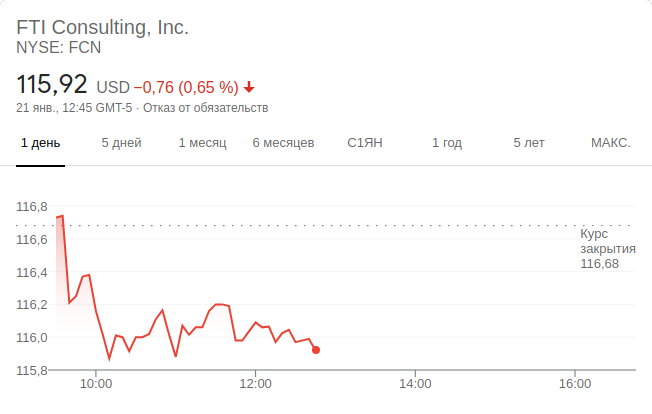 FTI Consulting, Inc.
NYSE: FCN
115,92 USD −0,76 (0,65 %)
21 янв., 12:45 GMT-5 · Отказ от обязательств
1 день 5 дней 1 месяц 6 месяцев С1ЯН 1 год 5 лет МАКС.
116,8
116,6
116,4
116,2
116,0
115,8
Курс
закрытия
116,68
10:00 12:00 14:00 16:00